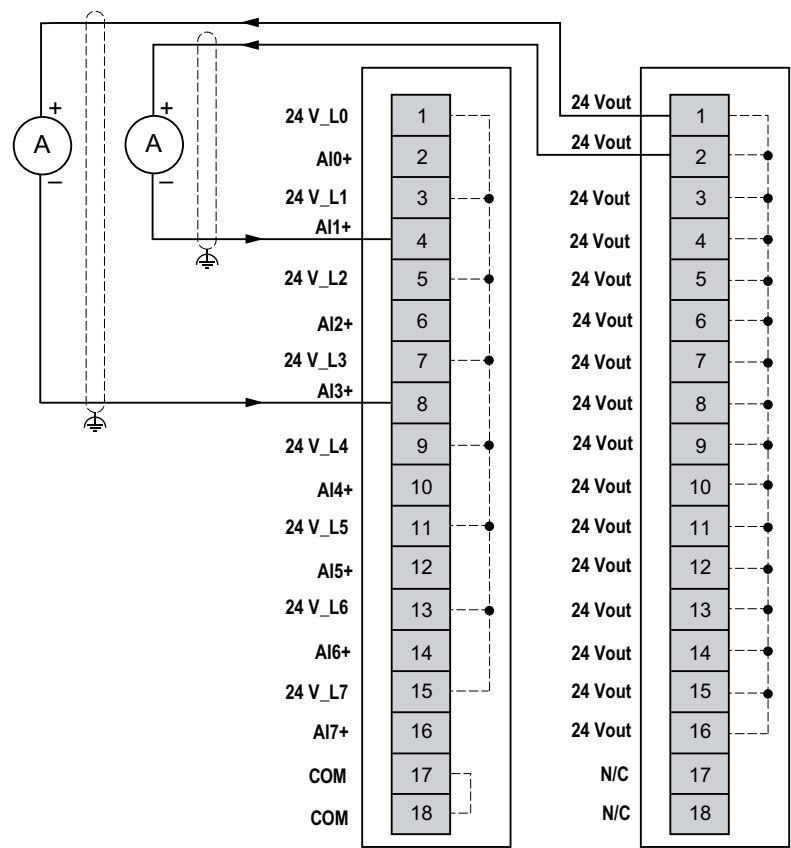 +
A
−
+
A
−
24 V_L0 1
AI0+ 2
24 V_L1 3
AI1+ 4
24 V_L2 5
AI2+ 6
24 V_L3 7
AI3+ 8
24 V_L4 9
AI4+ 10
24 V_L5 11
AI5+ 12
24 V_L6 13
AI6+ 14
24 V_L7 15
AI7+ 16
COM 17
COM 18
24 Vout 1
24 Vout 2
24 Vout 3
24 Vout 4
24 Vout 5
24 Vout 6
24 Vout 7
24 Vout 8
24 Vout 9
24 Vout 10
24 Vout 11
24 Vout 12
24 Vout 13
24 Vout 14
24 Vout 15
24 Vout 16
N/C 17
N/C 18